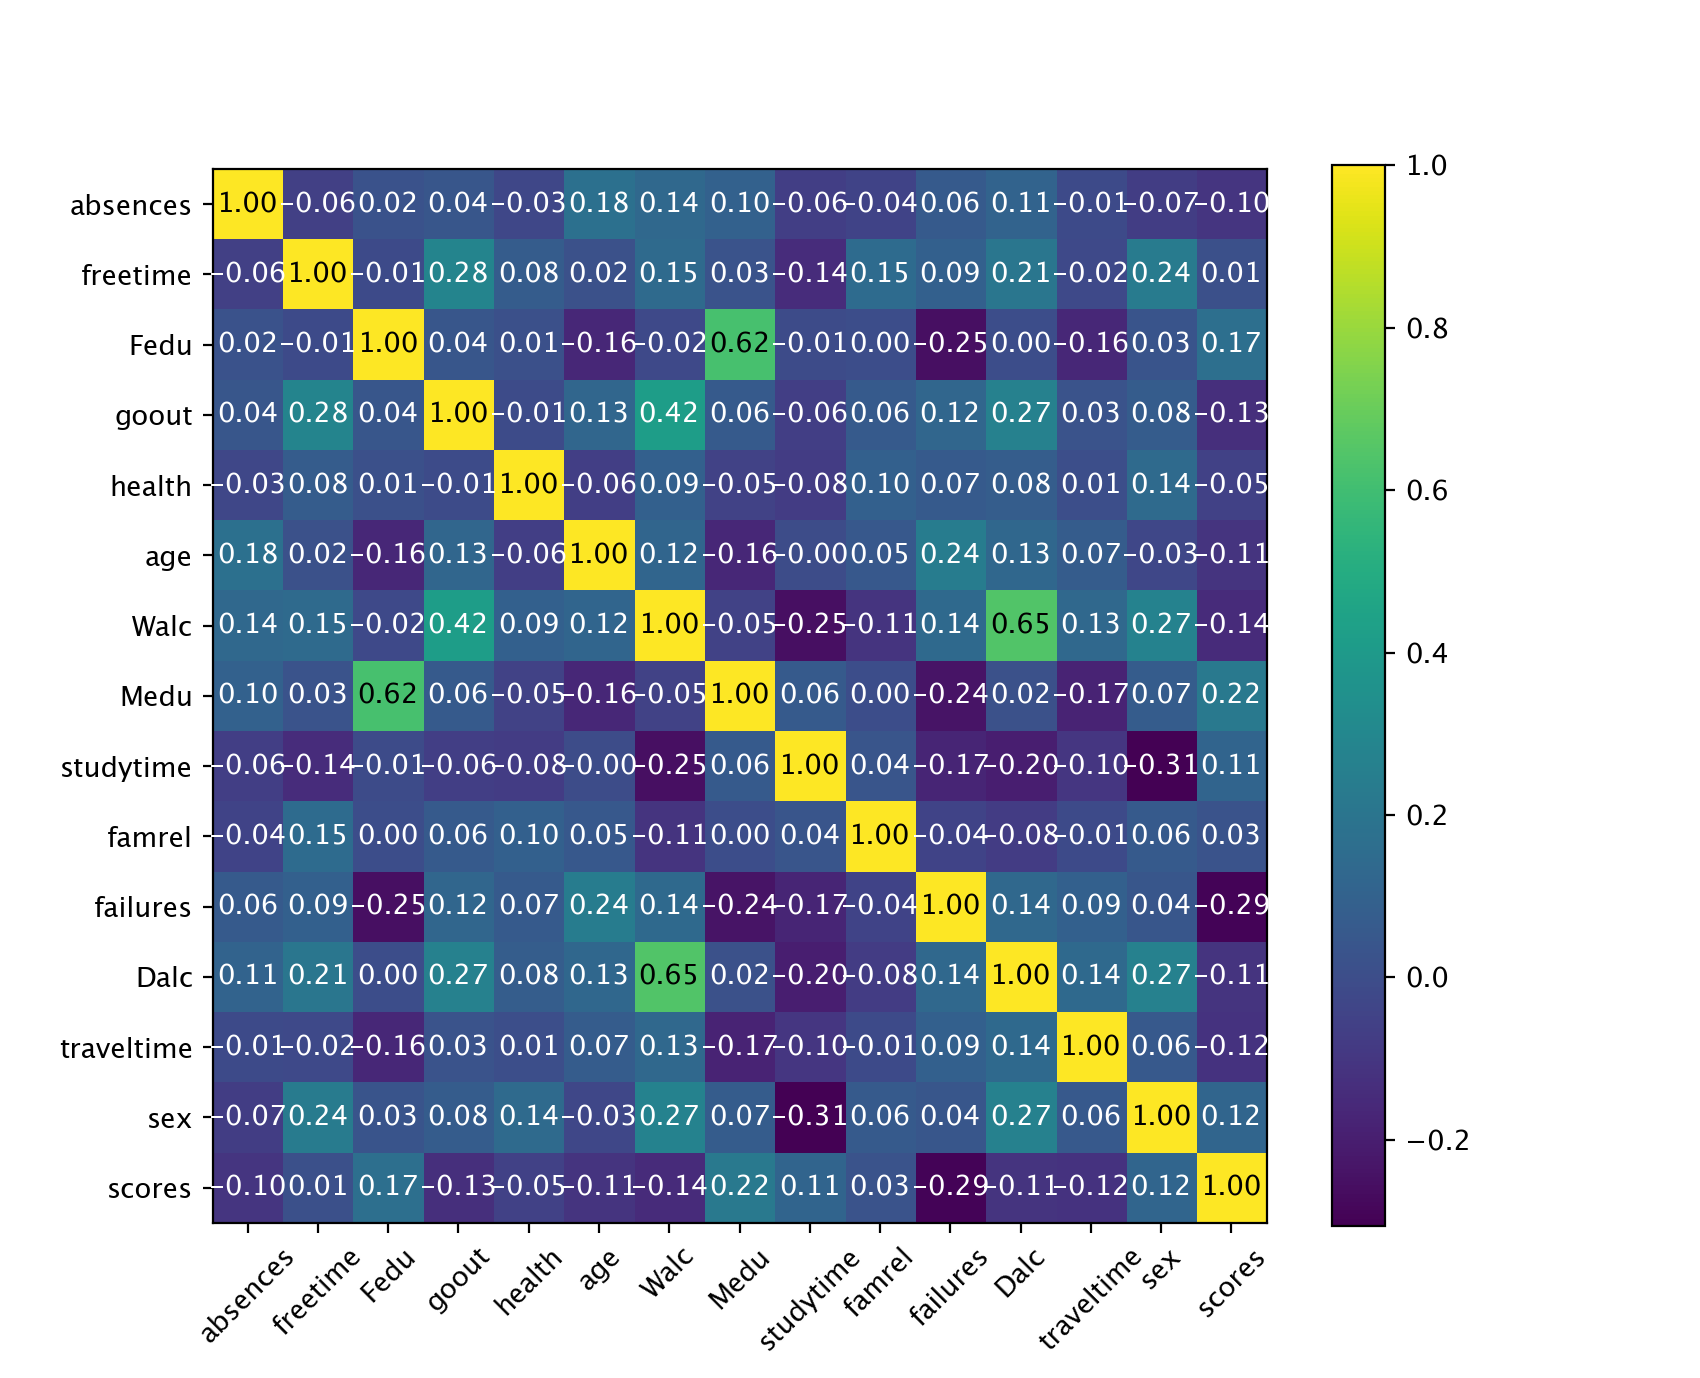 absences 1.00 −0.06 0.02 0.04 −0.03 0.18 0.14 0.10 −0.06 −0.04 0.06 0.11 −0.01 −0.07 −0.10
freetime −0.06 1.00 −0.01 0.28 0.08 0.02 0.15 0.03 −0.14 0.15 0.09 0.21 −0.02 0.24 0.01
Fedu 0.02 −0.01 1.00 0.04 0.01 −0.16 −0.02 0.62 −0.01 0.00 −0.25 0.00 −0.16 0.03 0.17
goout 0.04 0.28 0.04 1.00 −0.01 0.13 0.42 0.06 −0.06 0.06 0.12 0.27 0.03 0.08 −0.13
health −0.03 0.08 0.01 −0.01 1.00 −0.06 0.09 −0.05 −0.08 0.10 0.07 0.08 0.01 0.14 −0.05
age 0.18 0.02 −0.16 0.13 −0.06 1.00 0.12 −0.16 −0.00 0.05 0.24 0.13 0.07 −0.03 −0.11
Walc 0.14 0.15 −0.02 0.42 0.09 0.12 1.00 −0.05 −0.25 −0.11 0.14 0.65 0.13 0.27 −0.14
Medu 0.10 0.03 0.62 0.06 −0.05 −0.16 −0.05 1.00 0.06 0.00 −0.24 0.02 −0.17 0.07 0.22
studytime −0.06 −0.14 −0.01 −0.06 −0.08 −0.00 −0.25 0.06 1.00 0.04 −0.17 −0.20 −0.10 −0.31 0.11
famrel −0.04 0.15 0.00 0.06 0.10 0.05 −0.11 0.00 0.04 1.00 −0.04 −0.08 −0.01 0.06 0.03
failures 0.06 0.09 −0.25 0.12 0.07 0.24 0.14 −0.24 −0.17 −0.04 1.00 0.14 0.09 0.04 −0.29
Dalc 0.11 0.21 0.00 0.27 0.08 0.13 0.65 0.02 −0.20 −0.08 0.14 1.00 0.14 0.27 −0.11
traveltime −0.01 −0.02 −0.16 0.03 0.01 0.07 0.13 −0.17 −0.10 −0.01 0.09 0.14 1.00 0.06 −0.12
sex −0.07 0.24 0.03 0.08 0.14 −0.03 0.27 0.07 −0.31 0.06 0.04 0.27 0.06 1.00 0.12
scores −0.10 0.01 0.17 −0.13 −0.05 −0.11 −0.14 0.22 0.11 0.03 −0.29 −0.11 −0.12 0.12 1.00
absences freetime Fedu goout health age Walc Medu studytime famrel failures Dalc traveltime sex scores
1.0
0.8
0.6
0.4
0.2
0.0
−0.2